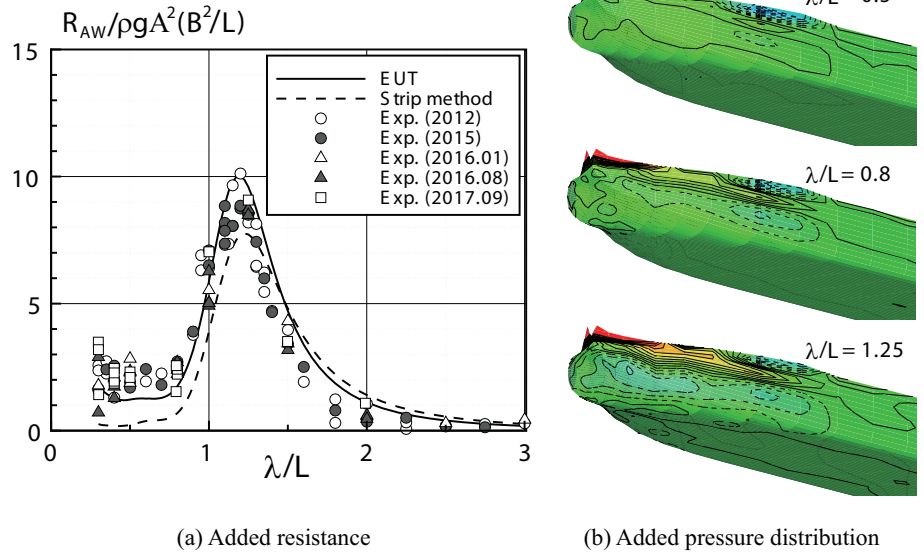 R_AW/ρgA²(B²/L)
15
10
5
0
0
1
2
3
λ/L
EUT
Strip method
Exp. (2012)
Exp. (2015)
Exp. (2016.01)
Exp. (2016.08)
Exp. (2017.09)
λ/L = 0.8
λ/L = 1.25
(a) Added resistance
(b) Added pressure distribution